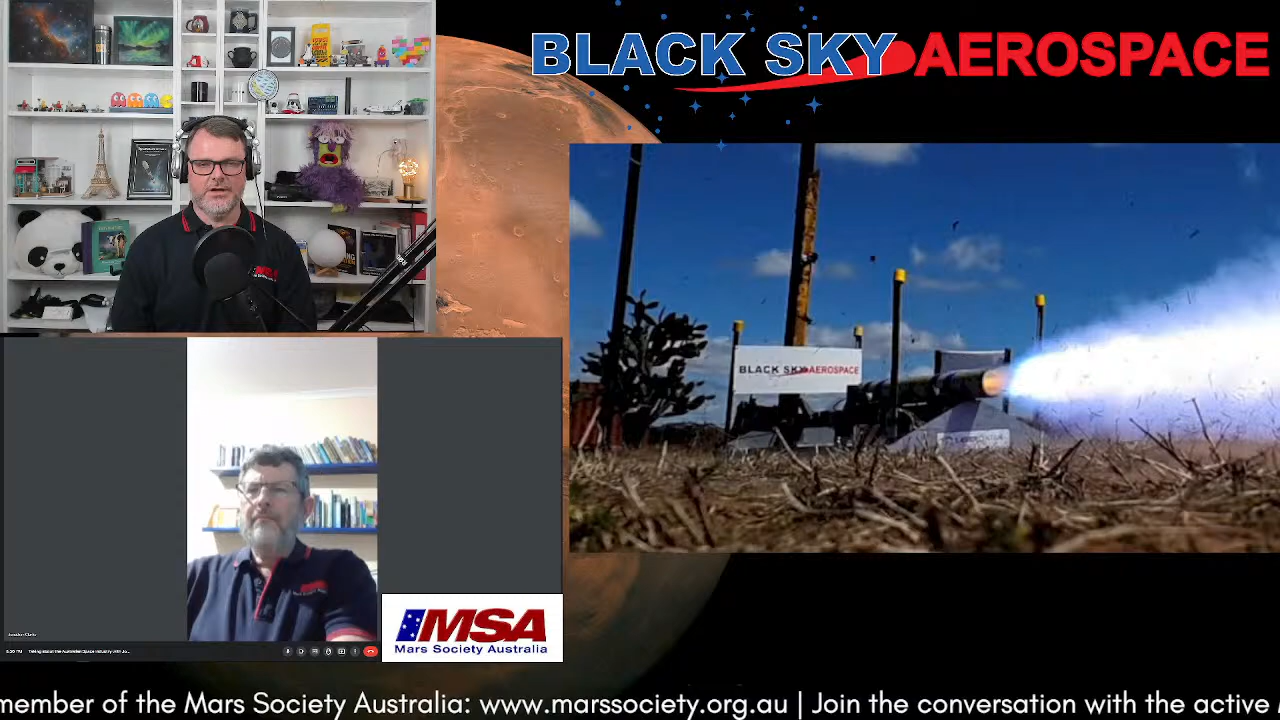 BLACK SKY AEROSPACE
BLACK SKY AEROSPACE
MSA
Mars Society Australia
member of the Mars Society Australia: www.marssociety.org.au | Join the conversation with the active